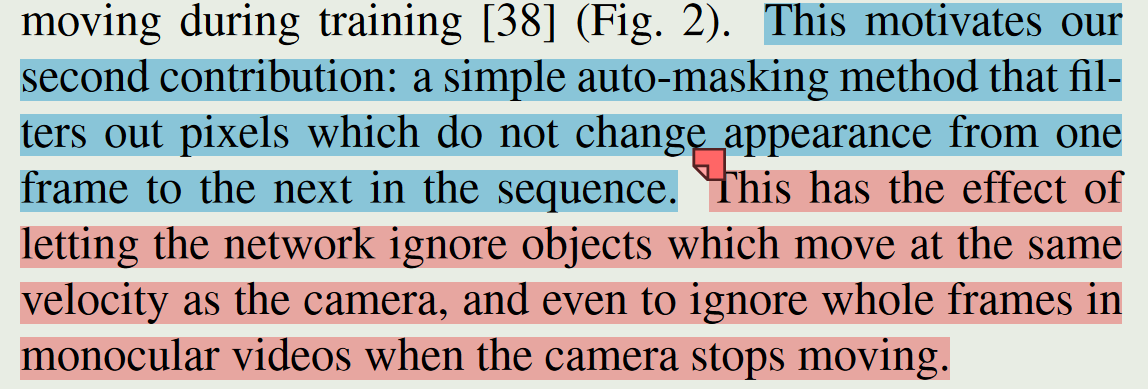 moving during training [38] (Fig. 2). This motivates our
second contribution: a simple auto-masking method that fil-
ters out pixels which do not change appearance from one
frame to the next in the sequence. This has the effect of
letting the network ignore objects which move at the same
velocity as the camera, and even to ignore whole frames in
monocular videos when the camera stops moving.